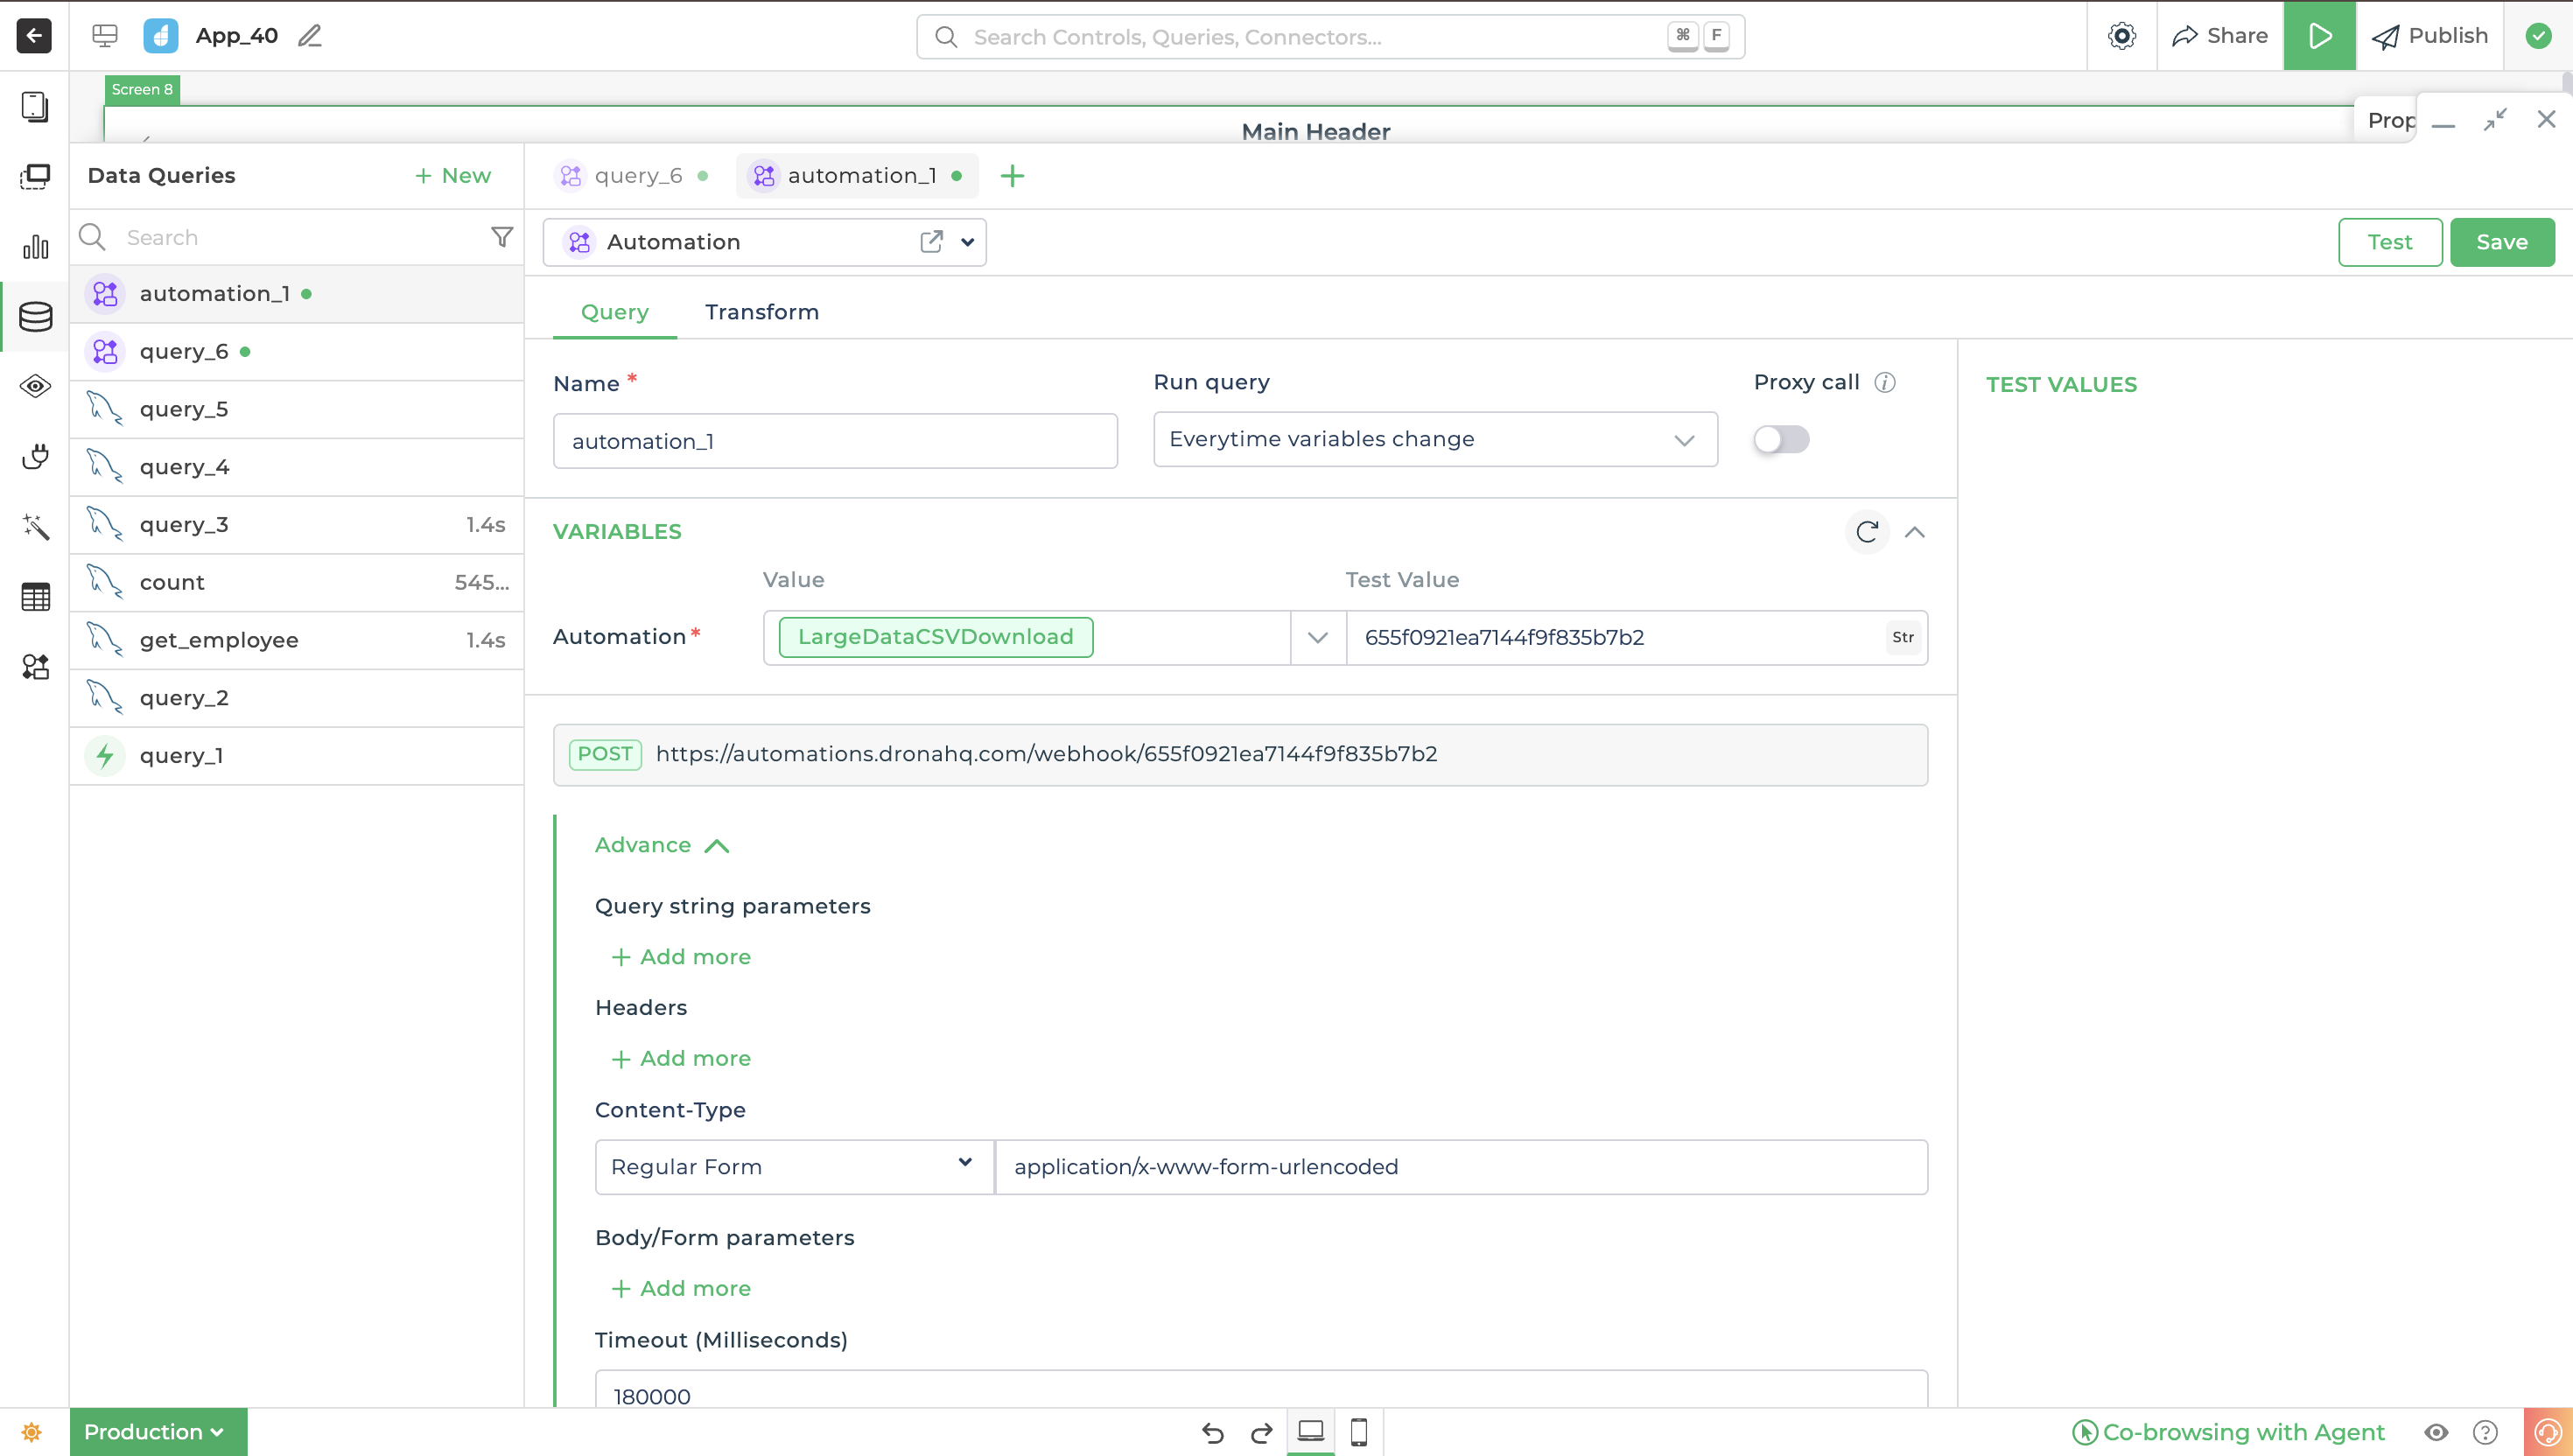 App_40
Search Controls, Queries, Connectors...
⌘ F
Share
Publish
Screen 8
Main Header
Prop
Data Queries
+ New
query_6
automation_1
Search
Automation
Test
Save
automation_1
query_6
query_5
query_4
query_3 1.4s
count 545...
get_employee 1.4s
query_2
query_1
Query
Transform
Name *
Run query
Proxy call
automation_1
Everytime variables change
TEST VALUES
VARIABLES
Value
Test Value
Automation *
LargeDataCSVDownload
655f0921ea7144f9f835b7b2
Str
POST https://automations.dronahq.com/webhook/655f0921ea7144f9f835b7b2
Advance
Query string parameters
+ Add more
Headers
+ Add more
Content-Type
Regular Form
application/x-www-form-urlencoded
Body/Form parameters
+ Add more
Timeout (Milliseconds)
180000
Production
Co-browsing with Agent